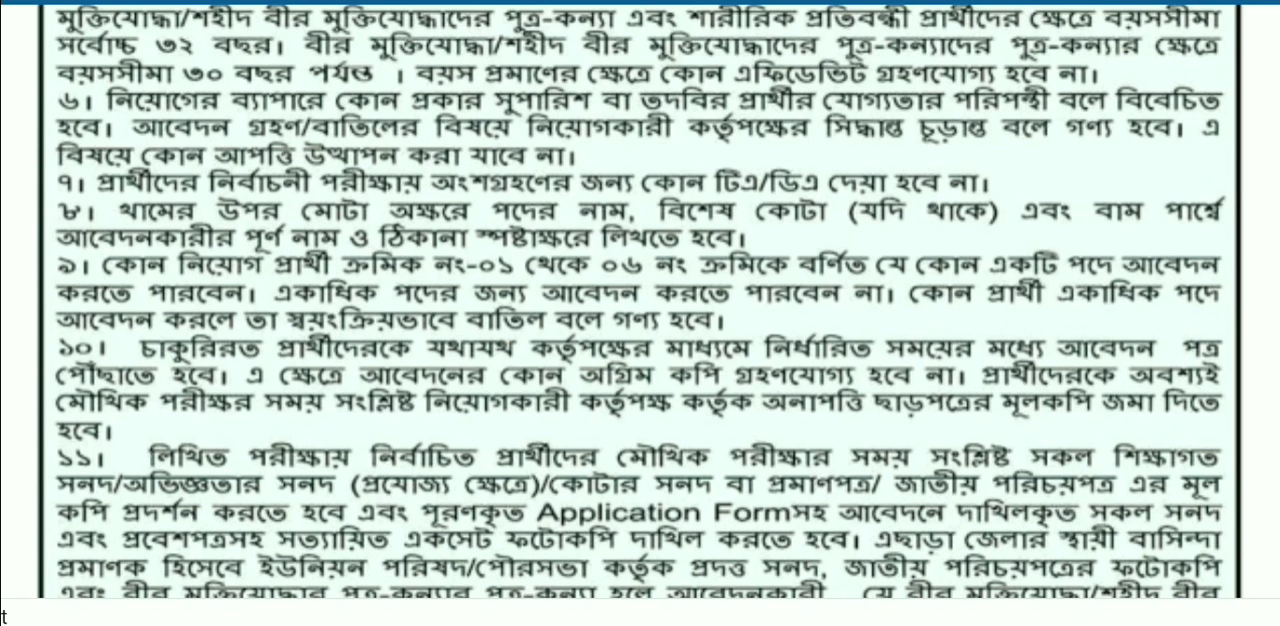 মুক্তিযোদ্ধা/শহীদ বীর মুক্তিযোদ্ধাদের পুত্র-কন্যা এবং শারীরিক প্রতিবন্ধী প্রার্থীদের ক্ষেত্রে বয়সসীমা
সর্বোচ্চ ৩২ বছর। বীর মুক্তিযোদ্ধা/শহীদ বীর মুক্তিযোদ্ধাদের পুত্র-কন্যাদের পুত্র-কন্যার ক্ষেত্রে
বয়সসীমা ৩০ বছর পর্যন্ত । বয়স প্রমাণের ক্ষেত্রে কোন এফিডেভিট গ্রহণযোগ্য হবে না।
৬। নিয়োগের ব্যাপারে কোন প্রকার সুপারিশ বা তদবির প্রার্থীর যোগ্যতার পরিপন্থী বলে বিবেচিত
হবে। আবেদন গ্রহণ/বাতিলের বিষয়ে নিয়োগকারী কর্তৃপক্ষের সিদ্ধান্ত চূড়ান্ত বলে গণ্য হবে। এ
বিষয়ে কোন আপত্তি উত্থাপন করা যাবে না।
৭। প্রার্থীদের নির্বাচনী পরীক্ষায় অংশগ্রহণের জন্য কোন টিএ/ডিএ দেয়া হবে না।
৮। খামের উপর মোটা অক্ষরে পদের নাম, বিশেষ কোটা (যদি থাকে) এবং বাম পার্শ্বে
আবেদনকারীর পূর্ণ নাম ও ঠিকানা স্পষ্টাক্ষরে লিখতে হবে।
৯। কোন নিয়োগ প্রার্থী ক্রমিক নং-০১ থেকে ০৬ নং ক্রমিকে বর্ণিত যে কোন একটি পদে আবেদন
করতে পারবেন। একাধিক পদের জন্য আবেদন করতে পারবেন না। কোন প্রার্থী একাধিক পদে
আবেদন করলে তা স্বয়ংক্রিয়ভাবে বাতিল বলে গণ্য হবে।
১০। চাকুরিরত প্রার্থীদেরকে যথাযথ কর্তৃপক্ষের মাধ্যমে নির্ধারিত সময়ের মধ্যে আবেদন পত্র
পৌঁছাতে হবে। এ ক্ষেত্রে আবেদনের কোন অগ্রিম কপি গ্রহণযোগ্য হবে না। প্রার্থীদেরকে অবশ্যই
মৌখিক পরীক্ষর সময় সংশ্লিষ্ট নিয়োগকারী কর্তৃপক্ষ কর্তৃক অনাপত্তি ছাড়পত্রের মূলকপি জমা দিতে
হবে।
১১। লিখিত পরীক্ষায় নির্বাচিত প্রার্থীদের মৌখিক পরীক্ষার সময় সংশ্লিষ্ট সকল শিক্ষাগত
সনদ/অভিজ্ঞতার সনদ (প্রযোজ্য ক্ষেত্রে)/কোটার সনদ বা প্রমাণপত্র/ জাতীয় পরিচয়পত্র এর মূল
কপি প্রদর্শন করতে হবে এবং পূরণকৃত Application Formসহ আবেদনে দাখিলকৃত সকল সনদ
এবং প্রবেশপত্রসহ সত্যায়িত একসেট ফটোকপি দাখিল করতে হবে। এছাড়া জেলার স্থায়ী বাসিন্দা
প্রমাণক হিসেবে ইউনিয়ন পরিষদ/পৌরসভা কর্তৃক প্রদত্ত সনদ, জাতীয় পরিচয়পত্রের ফটোকপি
এবং বীর মুক্তিযোদ্ধার পুত্র-কন্যার পুত্র-কন্যা হলে আবেদনকারী যে বীর মুক্তিযোদ্ধা/শহীদ বীর
t